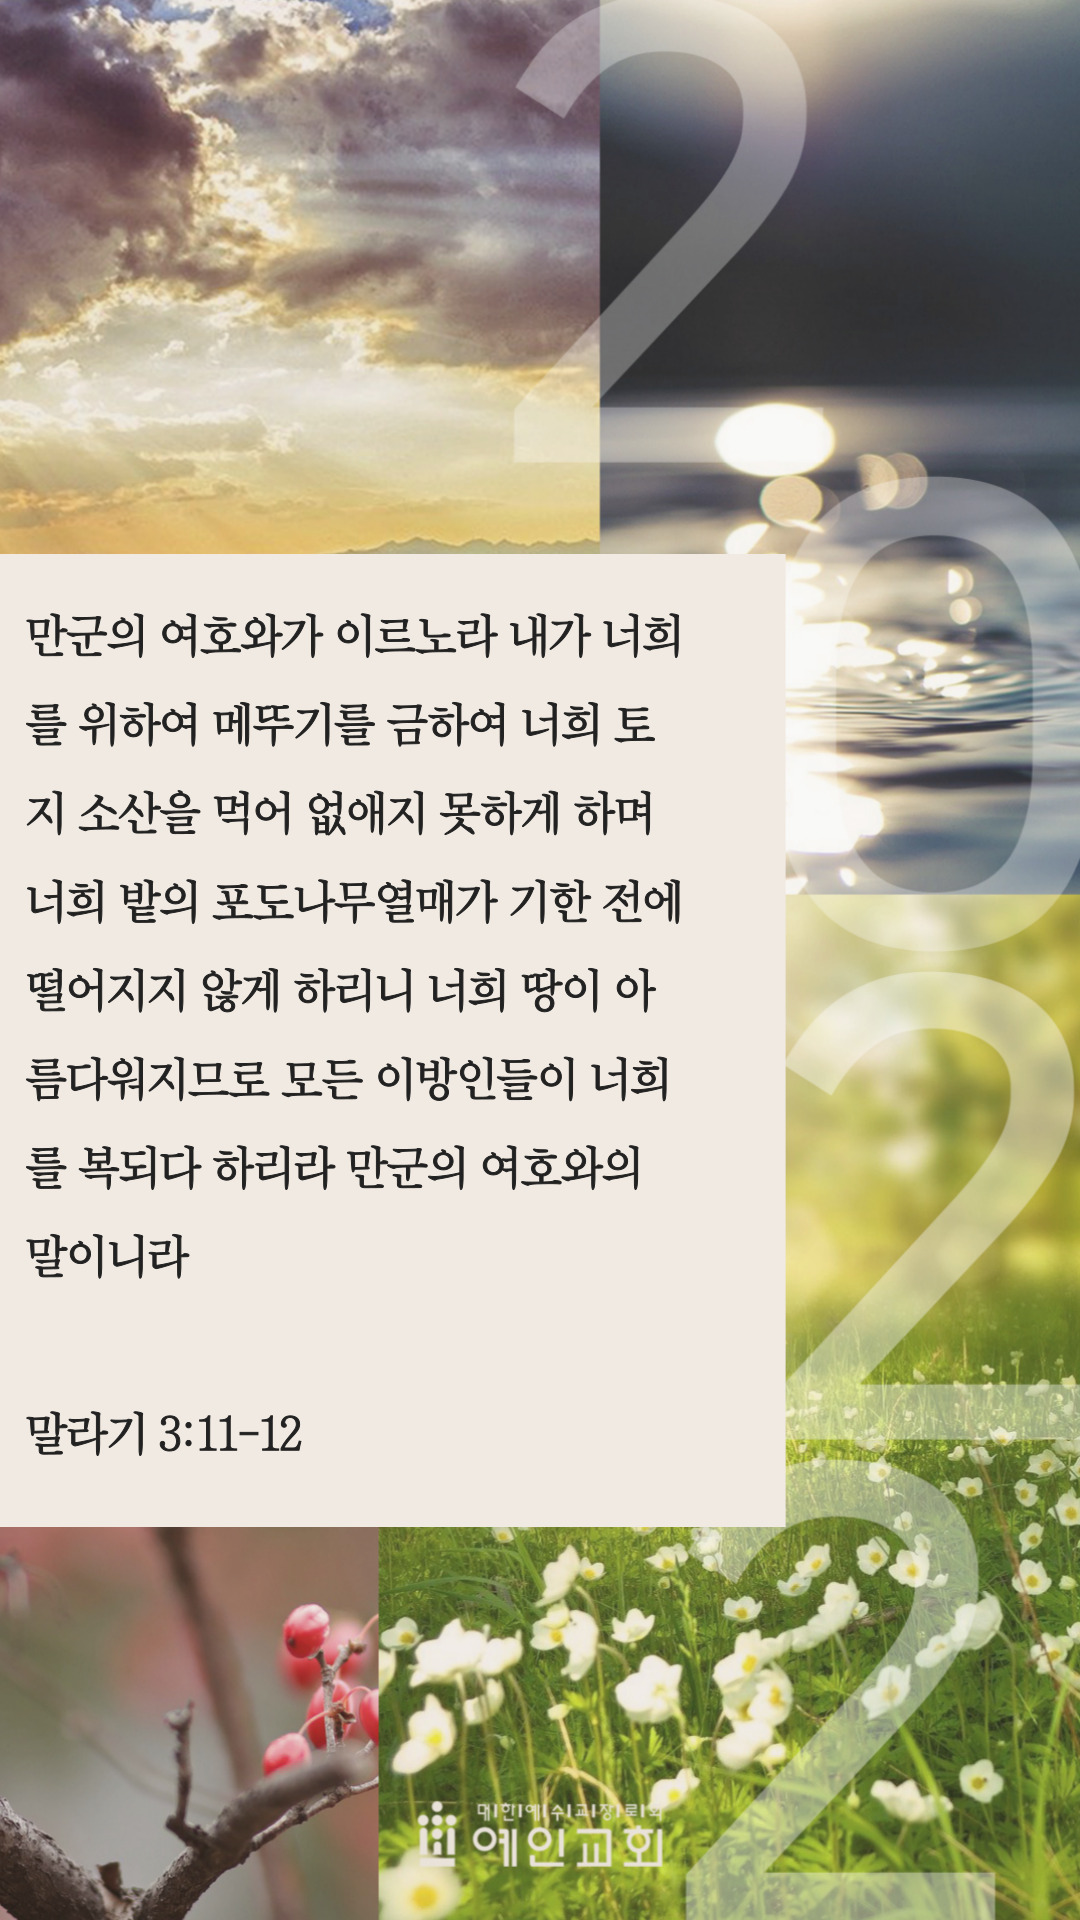 2
0
2
2
만군의 여호와가 이르노라 내가 너희
를 위하여 메뚜기를 금하여 너희 토
지 소산을 먹어 없애지 못하게 하며
너희 밭의 포도나무열매가 기한 전에
떨어지지 않게 하리니 너희 땅이 아
름다워지므로 모든 이방인들이 너희
를 복되다 하리라 만군의 여호와의
말이니라
말라기 3:11-12
대|한|예|수|교|장|로|회
예인교회